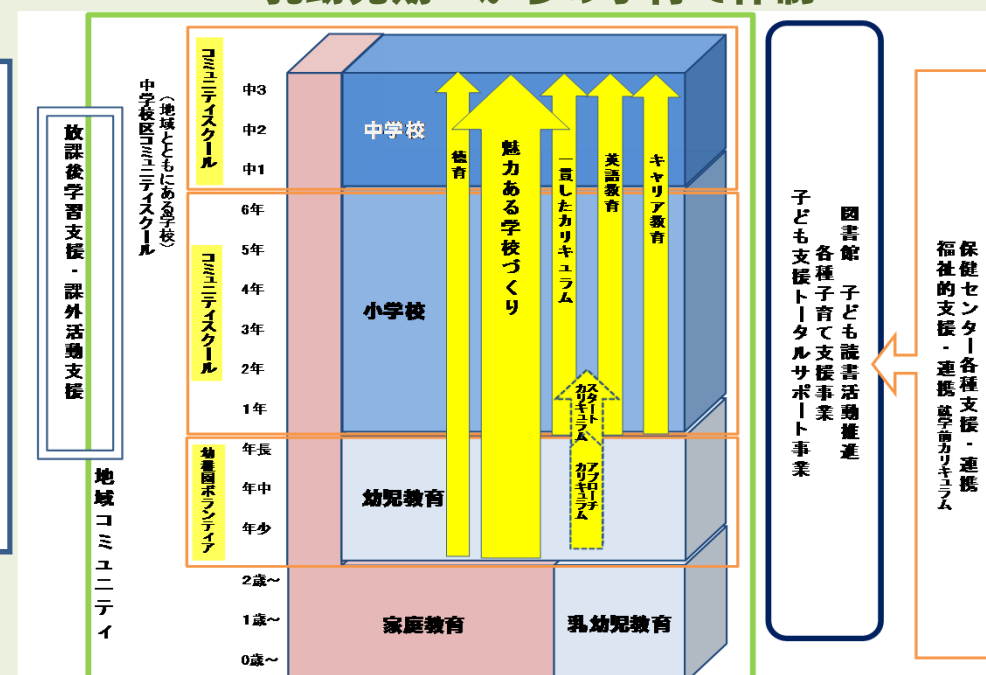 コミュニティスクール
中3
中2
中1
中学校
(地域とともにある学校)
中学校区コミュニティスクール
放課後学習支援・課外活動支援
地域コミュニティ
コミュニティスクール
6年
5年
4年
3年
2年
1年
小学校
徳育
魅力ある学校づくり
一貫したカリキュラム
英語教育
キャリア教育
スタート
カリキュラム
アプローチ
カリキュラム
幼稚園ボランティア
年長
年中
年少
幼児教育
2歳~
1歳~
0歳~
家庭教育
乳幼児教育
図書館 子ども読書活動推進
各種子育て支援事業
子ども支援トータルサポート事業
保健センター各種支援・連携
福祉的支援・連携 就学前カリキュラム